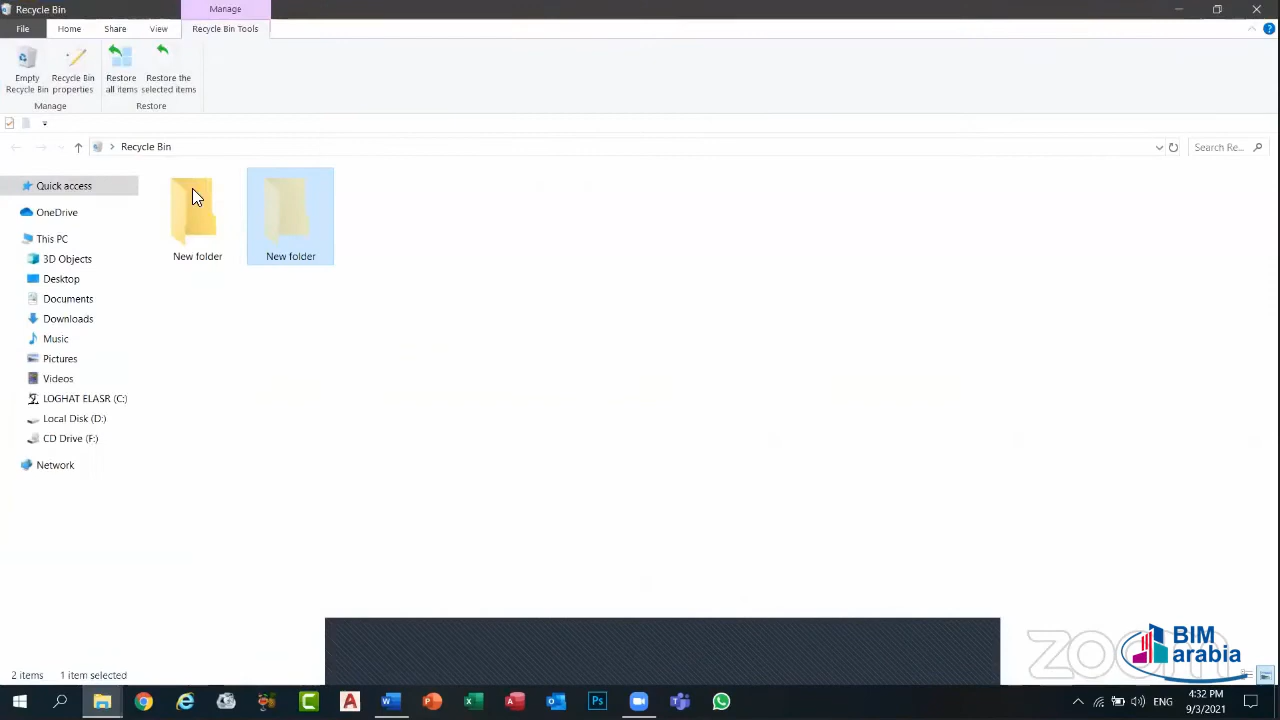 Recycle Bin
Manage
File
Home
Share
View
Recycle Bin Tools
Empty
Recycle Bin
Recycle Bin
properties
Restore
all items
Restore the
selected items
Manage
Restore
Recycle Bin
Search Re...
Quick access
OneDrive
This PC
3D Objects
Desktop
Documents
Downloads
Music
Pictures
Videos
LOGHAT ELASR (C:)
Local Disk (D:)
CD Drive (F:)
Network
New folder
New folder
2 items
1 item selected
zoom
BIM
arabia
Ps
ENG
4:32 PM
9/3/2021